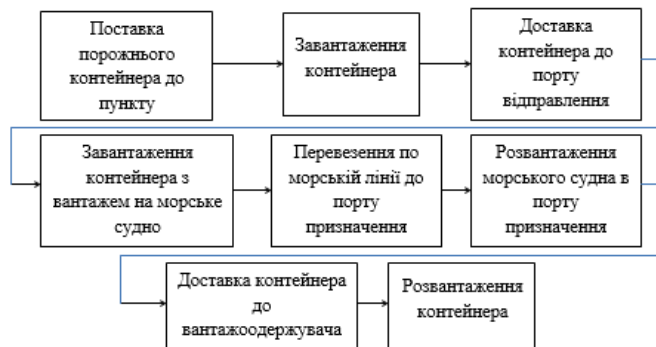 Поставка
порожнього
контейнера до
пункту
Завантаження
контейнера
Доставка
контейнера до
порту
відправлення
Завантаження
контейнера з
вантажем на морське
судно
Перевезення по
морській лінії до
порту
призначення
Розвантаження
морського судна в
порту
призначення
Доставка контейнера
до
вантажоодержувача
Розвантаження
контейнера